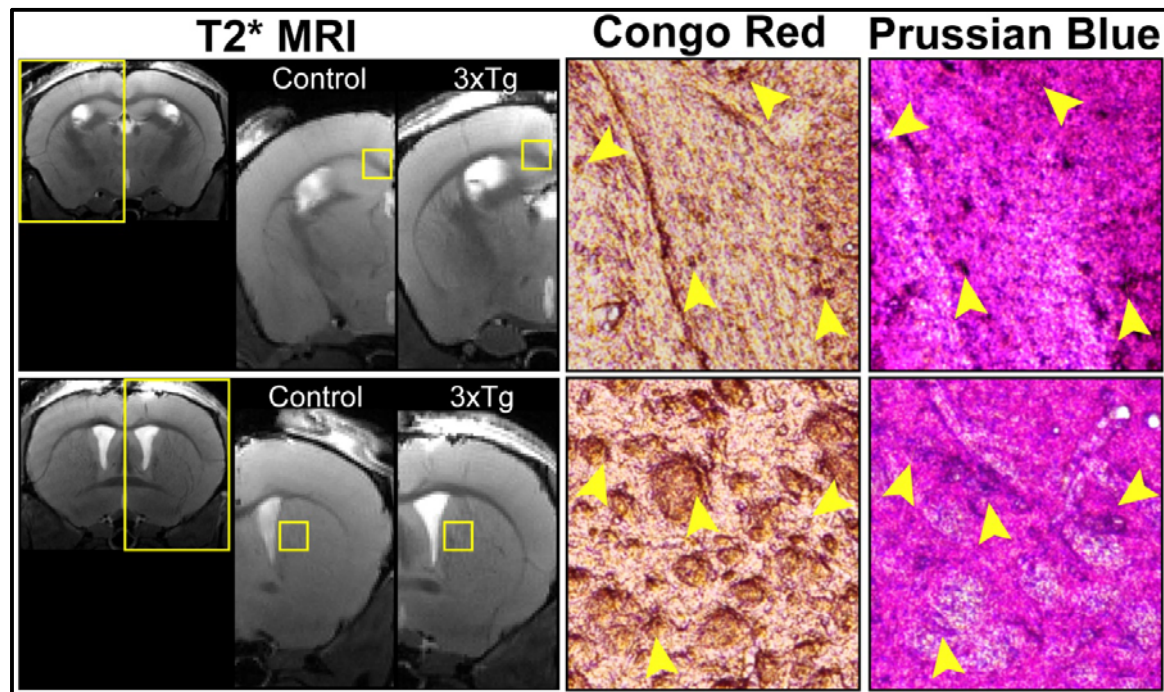 T2* MRI
Congo Red
Prussian Blue
Control
3xTg
Control
3xTg